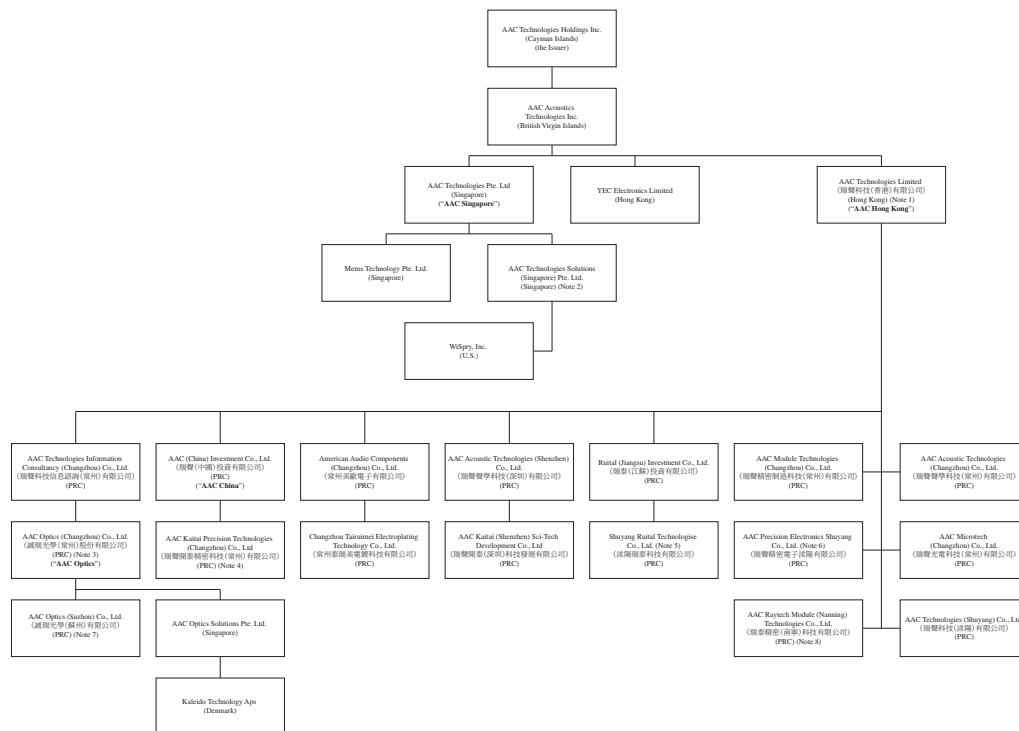 AAC Technologies Holdings Inc.
(Cayman Islands)
(the Issuer)
AAC Acoustics
Technologies Inc.
(British Virgin Islands)
AAC Technologies Pte. Ltd
(Singapore)
(“AAC Singapore”)
YEC Electronics Limited
(Hong Kong)
AAC Technologies Limited
(瑞聲科技(香港)有限公司)
(Hong Kong) (Note 1)
(“AAC Hong Kong”)
Mems Technology Pte. Ltd.
(Singapore)
AAC Technologies Solutions
(Singapore) Pte. Ltd.
(Singapore) (Note 2)
WiSpry, Inc.
(U.S.)
AAC Technologies Information
Consultancy (Changzhou) Co., Ltd.
(瑞聲科技信息諮詢(常州)有限公司)
(PRC)
AAC (China) Investment Co., Ltd.
(瑞聲(中國)投資有限公司)
(PRC)
(“AAC China”)
American Audio Components
(Changzhou) Co., Ltd.
(常州美歐電子有限公司)
(PRC)
AAC Acoustic Technologies (Shenzhen)
Co., Ltd.
(瑞聲聲學科技(深圳)有限公司)
(PRC)
Ruital (Jiangsu) Investment Co., Ltd.
(瑞泰(江蘇)投資有限公司)
(PRC)
AAC Module Technologies
(Changzhou) Co., Ltd.
(瑞聲精密制造科技(常州)有限公司)
(PRC)
AAC Acoustic Technologies
(Changzhou) Co., Ltd.
(瑞聲聲學科技(常州)有限公司)
(PRC)
AAC Optics (Changzhou) Co., Ltd.
(誠瑞光學(常州)股份有限公司)
(PRC) (Note 3)
(“AAC Optics”)
AAC Kaitai Precision Technologies
(Changzhou) Co., Ltd
(瑞聲開泰精密科技(常州)有限公司)
(PRC) (Note 4)
Changzhou Tairuimei Electroplating
Technology Co., Ltd.
(常州泰瑞美電鍍科技有限公司)
(PRC)
AAC Kaitai (Shenzhen) Sci-Tech
Development Co., Ltd
(瑞聲開泰(深圳)科技發展有限公司)
(PRC)
Shuyang Ruital Technologise
Co., Ltd. (Note 5)
(沭陽瑞泰科技有限公司)
(PRC)
AAC Precision Electronics Shuyang
Co., Ltd. (Note 6)
(瑞聲精密電子沭陽有限公司)
(PRC)
AAC Microtech
(Changzhou) Co., Ltd.
(瑞聲光電科技(常州)有限公司)
(PRC)
AAC Optics (Suzhou) Co., Ltd.
(誠瑞光學(蘇州)有限公司)
(PRC) (Note 7)
AAC Optics Solutions Pte. Ltd.
(Singapore)
AAC Raytech Module (Nanning)
Technologies Co., Ltd.
(瑞泰精密(南寧)科技有限公司)
(PRC) (Note 8)
AAC Technologies (Shuyang) Co., Ltd
(瑞聲科技(沭陽)有限公司)
(PRC)
Kaleido Technology Aps
(Denmark)